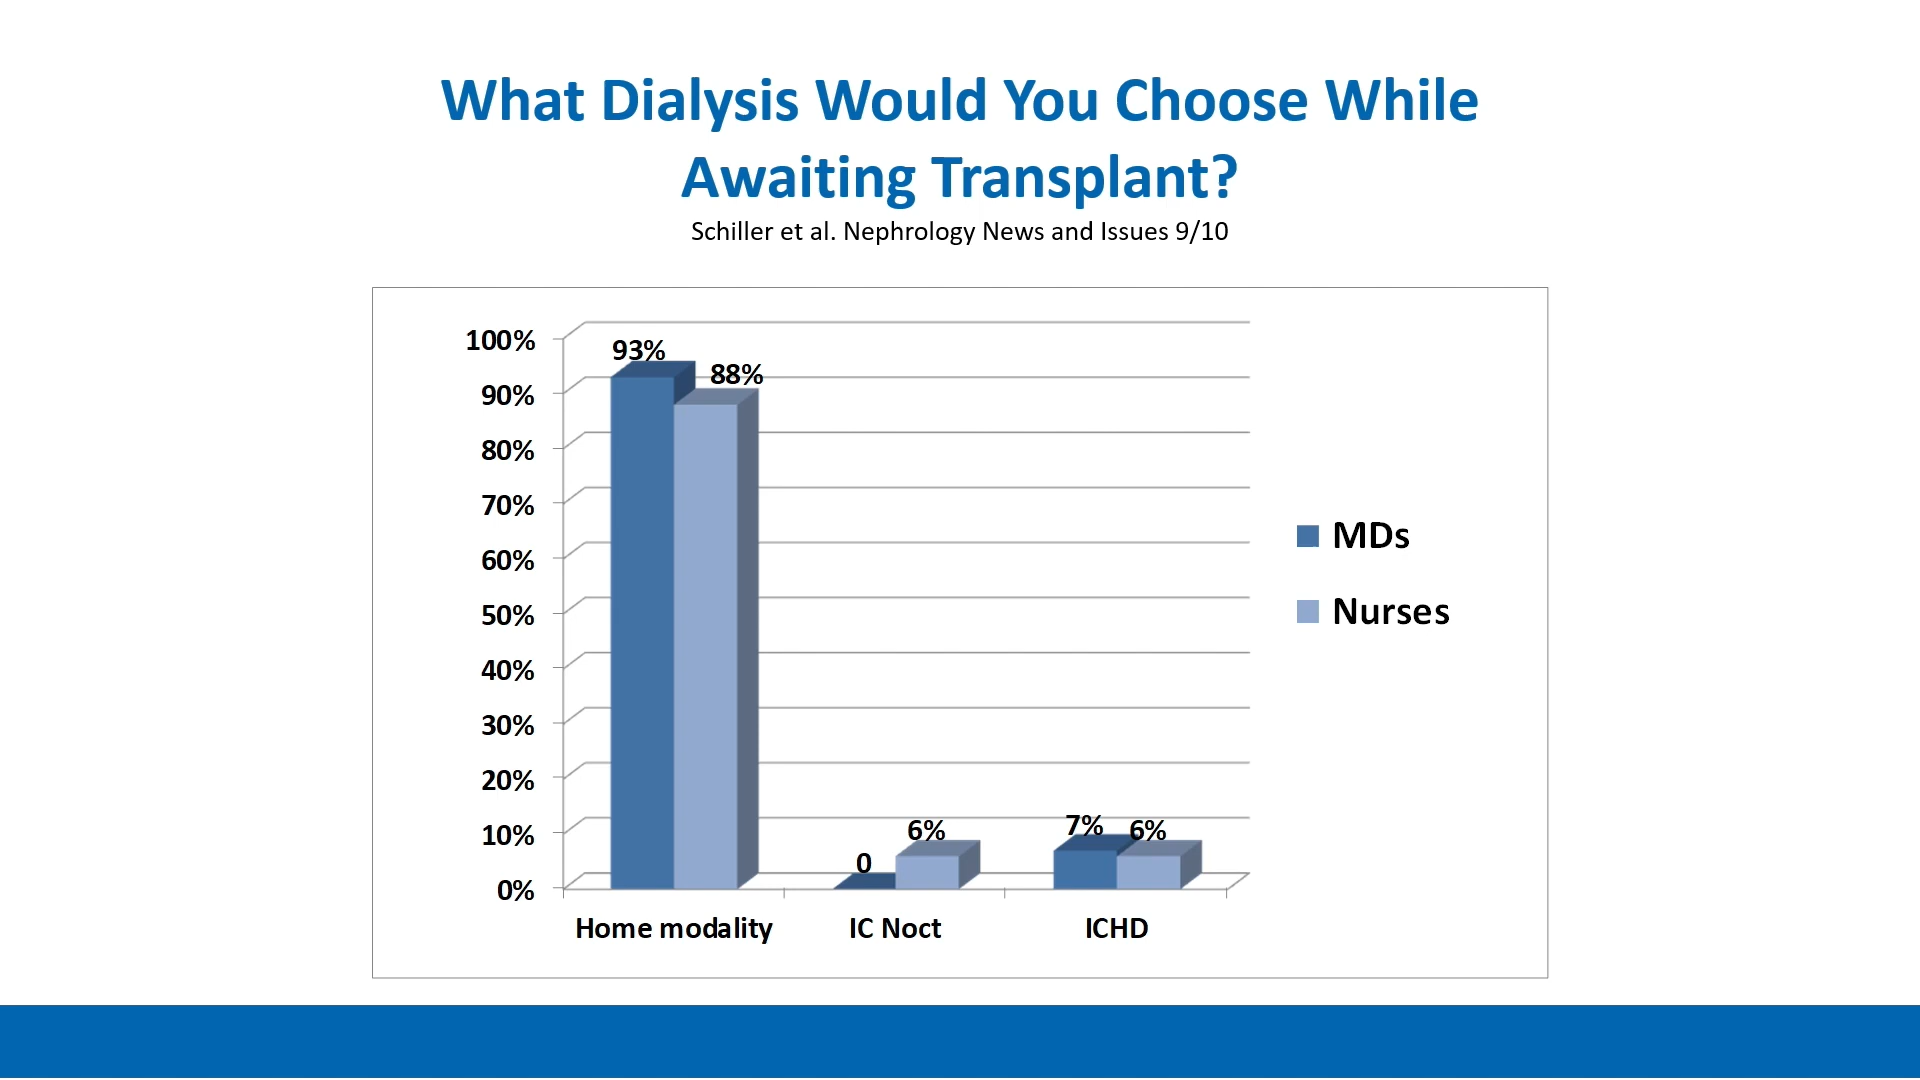 What Dialysis Would You Choose While
Awaiting Transplant?
Schiller et al. Nephrology News and Issues 9/10
100%
90%
80%
70%
60%
50%
40%
30%
20%
10%
0%
93%
88%
0
6%
7%
6%
Home modality
IC Noct
ICHD
MDs
Nurses